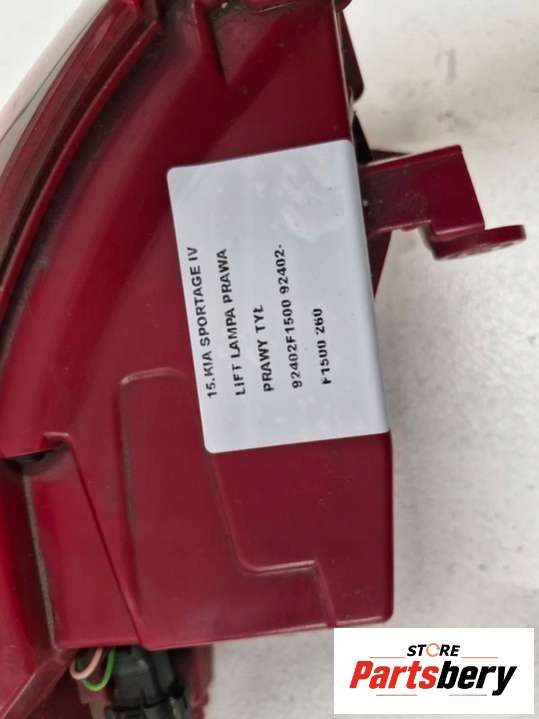 15.KIA SPORTAGE IV
LIFT LAMPA PRAWA
PRAWY TYŁ
92402F1500 92402-
F1500 260
STORE
Partsbery